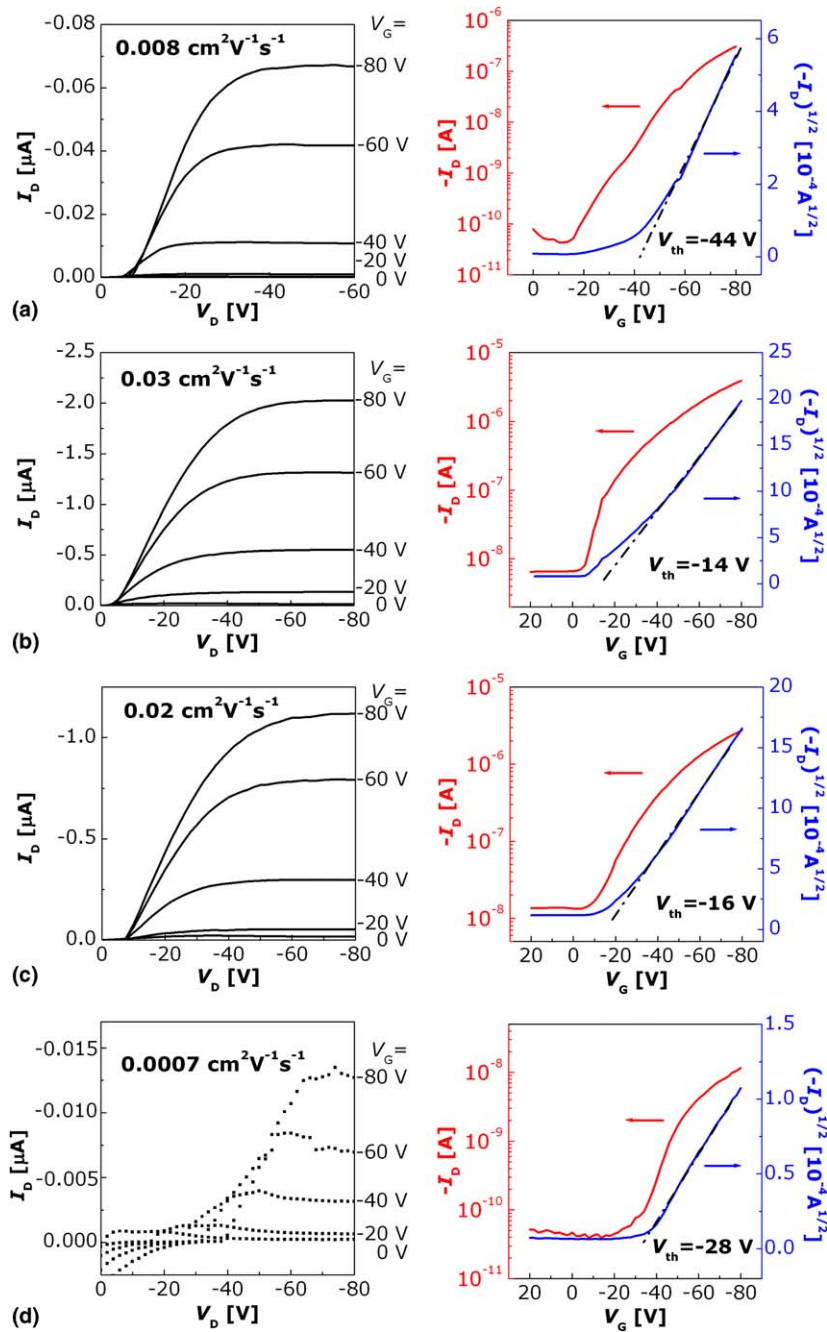 -0.08
0.008 cm²V⁻¹s⁻¹
V_G=
-80 V
-0.06
-60 V
-0.04
-0.02
-40 V
-20 V
0.00
0 V
0 -20 -40 -60
I_D [µA]
V_D [V]
(a)
10⁻⁶
10⁻⁷
10⁻⁸
10⁻⁹
10⁻¹⁰
10⁻¹¹
-I_D [A]
6
4
2
0
(-I_D)^1/2 [10⁻⁴A^1/2]
V_th=-44 V
0 -20 -40 -60 -80
V_G [V]
-2.5
0.03 cm²V⁻¹s⁻¹
V_G=
-80 V
-2.0
-1.5
-60 V
-1.0
-40 V
-0.5
-20 V
0.0
0 V
0 -20 -40 -60 -80
I_D [µA]
V_D [V]
(b)
10⁻⁵
10⁻⁶
10⁻⁷
10⁻⁸
-I_D [A]
25
20
15
10
5
0
(-I_D)^1/2 [10⁻⁴A^1/2]
V_th=-14 V
20 0 -20 -40 -60 -80
V_G [V]
0.02 cm²V⁻¹s⁻¹
V_G=
-80 V
-1.0
-60 V
-0.5
-40 V
-20 V
0.0
0 V
0 -20 -40 -60 -80
I_D [µA]
V_D [V]
(c)
10⁻⁵
10⁻⁶
10⁻⁷
10⁻⁸
-I_D [A]
20
15
10
5
0
(-I_D)^1/2 [10⁻⁴A^1/2]
V_th=-16 V
20 0 -20 -40 -60 -80
V_G [V]
0.0007 cm²V⁻¹s⁻¹
V_G=
-80 V
-0.015
-0.010
-60 V
-0.005
-40 V
-20 V
0.000
0 V
0 -20 -40 -60 -80
I_D [µA]
V_D [V]
(d)
10⁻⁸
10⁻⁹
10⁻¹⁰
10⁻¹¹
-I_D [A]
1.5
1.0
0.5
0.0
(-I_D)^1/2 [10⁻⁴A^1/2]
V_th=-28 V
20 0 -20 -40 -60 -80
V_G [V]